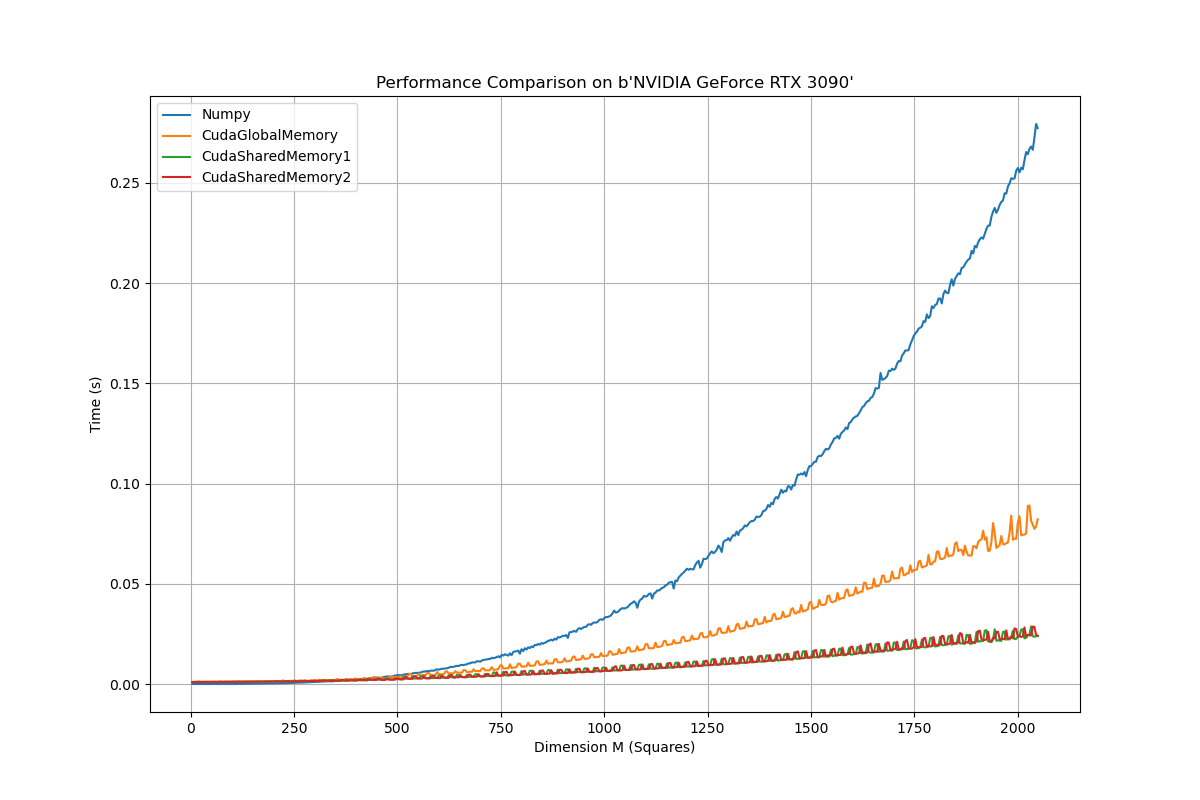 Performance Comparison on b'NVIDIA GeForce RTX 3090'
Numpy
CudaGlobalMemory
CudaSharedMemory1
CudaSharedMemory2
0.25
0.20
0.15
0.10
0.05
0.00
Time (s)
0 250 500 750 1000 1250 1500 1750 2000
Dimension M (Squares)